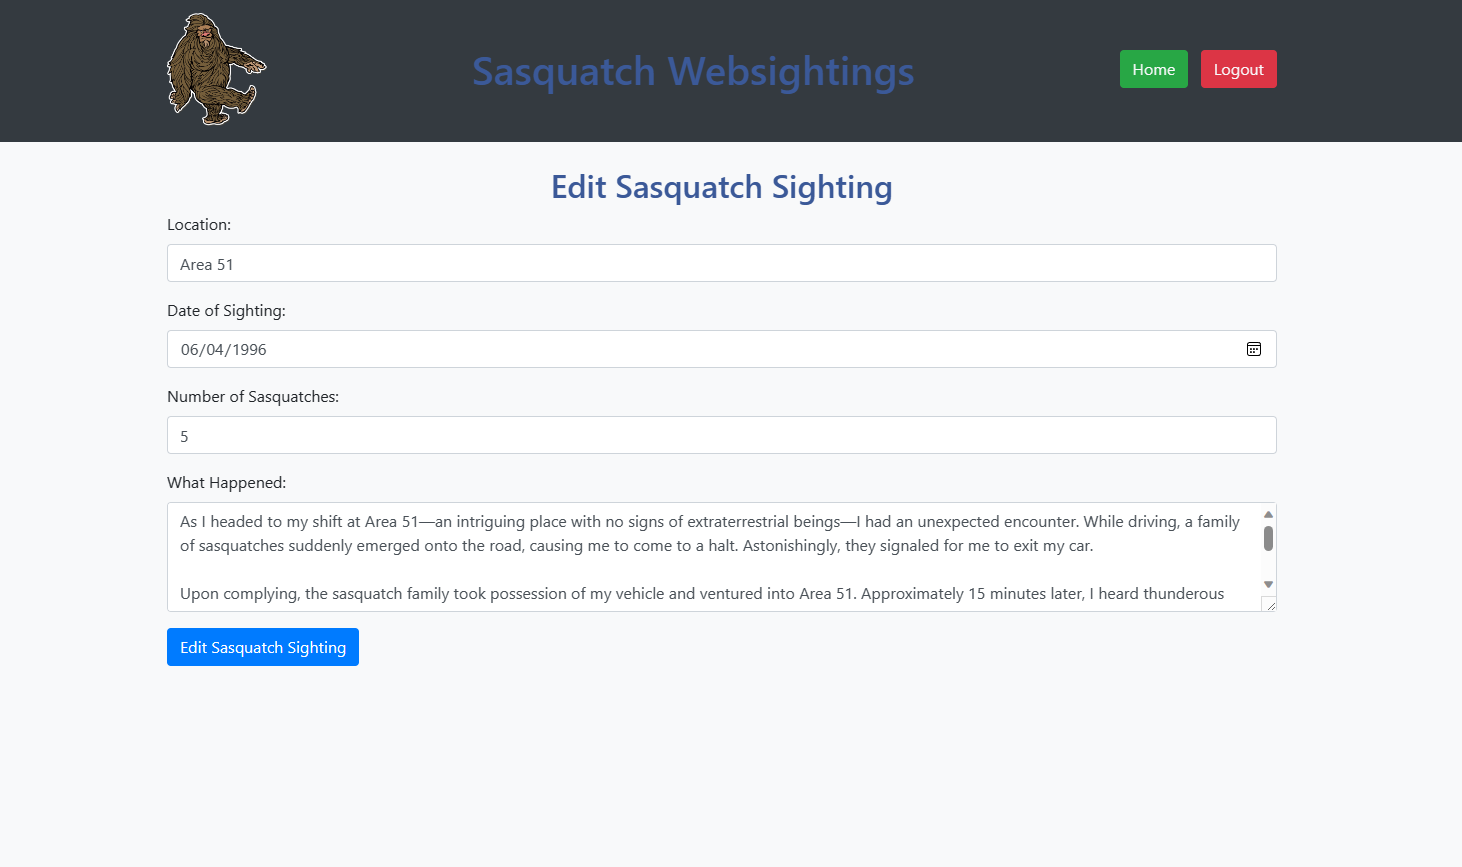 Sasquatch Websightings
Home
Logout
Edit Sasquatch Sighting
Location:
Area 51
Date of Sighting:
06/04/1996
Number of Sasquatches:
5
What Happened:
As I headed to my shift at Area 51—an intriguing place with no signs of extraterrestrial beings—I had an unexpected encounter. While driving, a family
of sasquatches suddenly emerged onto the road, causing me to come to a halt. Astonishingly, they signaled for me to exit my car.
Upon complying, the sasquatch family took possession of my vehicle and ventured into Area 51. Approximately 15 minutes later, I heard thunderous
Edit Sasquatch Sighting